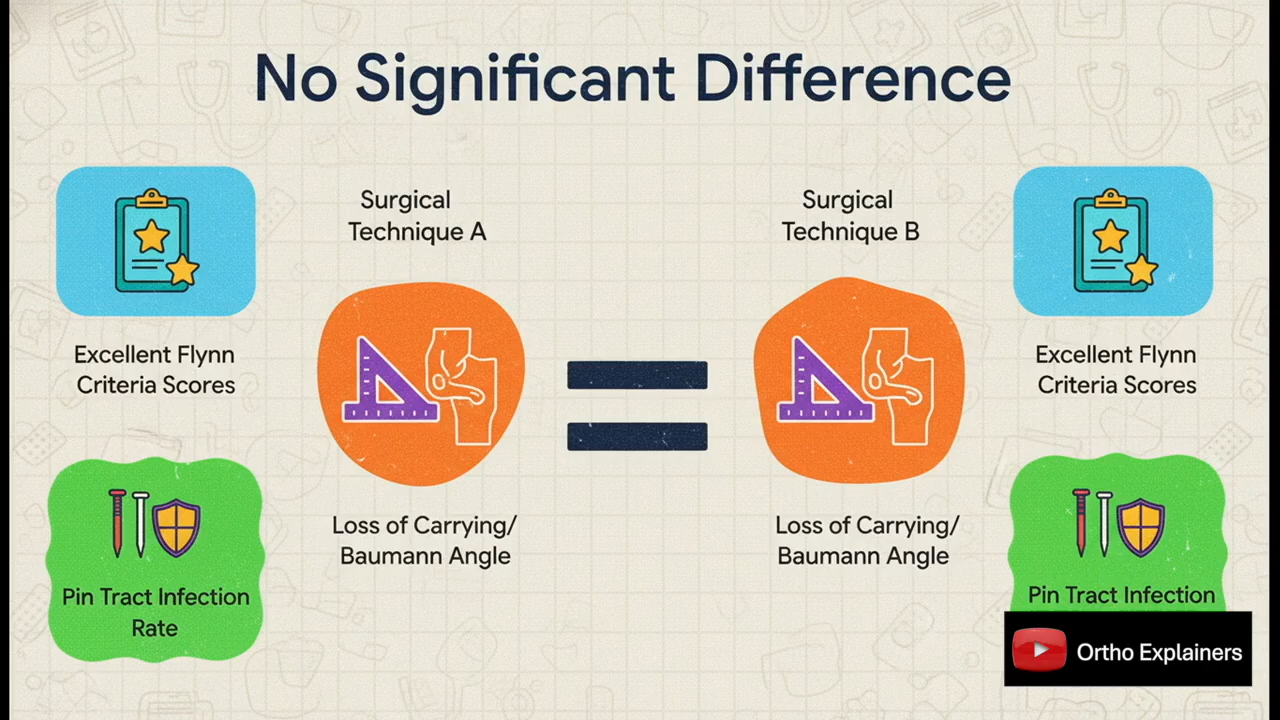 No Significant Difference
Excellent Flynn
Criteria Scores
Pin Tract Infection
Rate
Surgical
Technique A
Loss of Carrying/
Baumann Angle
Surgical
Technique B
Loss of Carrying/
Baumann Angle
Excellent Flynn
Criteria Scores
Pin Tract Infection
Ortho Explainers